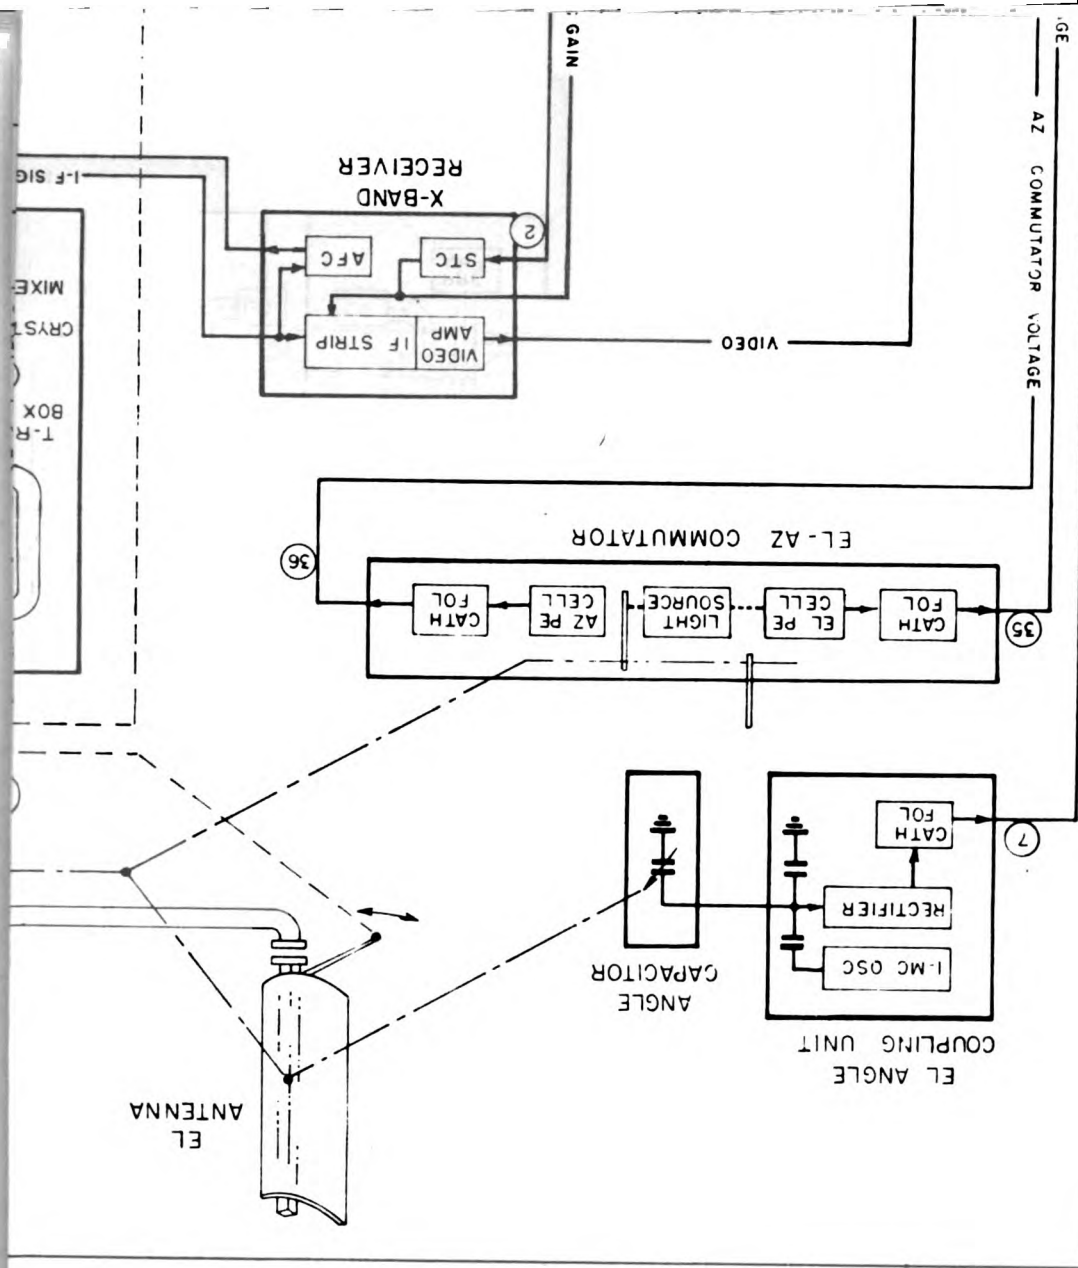 EL ANGLE
COUPLING UNIT
I-MC OSC
RECTIFIER
CATH
FOL
7
ANGLE
CAPACITOR
EL
ANTENNA
EL-AZ COMMUTATOR
35
CATH
FOL
EL PE
CELL
LIGHT
SOURCE
AZ PE
CELL
CATH
FOL
36
T-R
BOX
CRYST
MIXE
VIDEO
VIDEO
AMP
IF STRIP
STC
AFC
2
X-BAND
RECEIVER
I-F SIG
GAIN
AZ COMMUTATOR VOLTAGE
GE